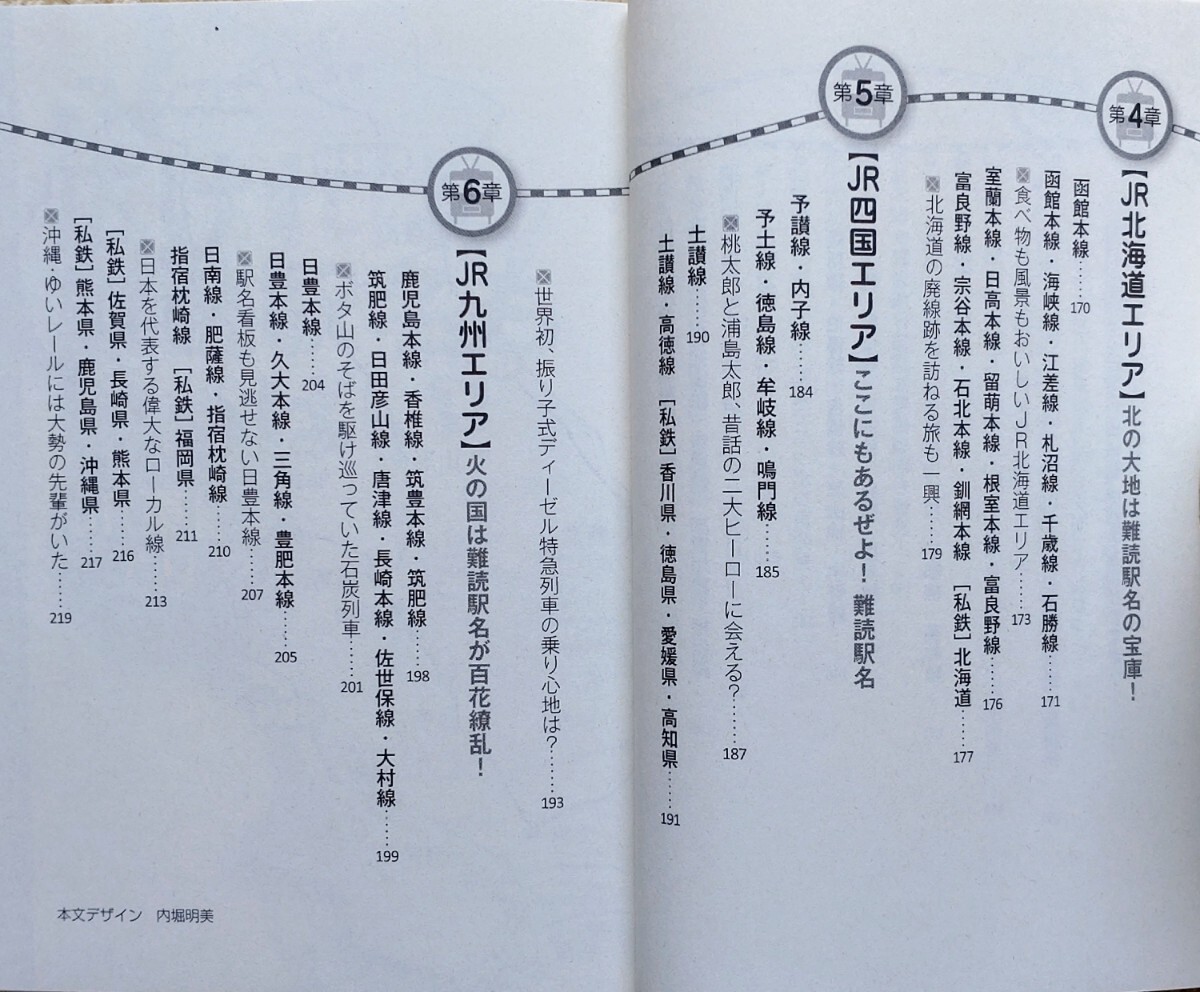 第4章
【JR北海道エリア】北の大地は難読駅名の宝庫！
函館本線……170
函館本線・海峡線・江差線・札沼線・千歳線・石勝線……171
食べ物も風景もおいしいJR北海道エリア……173
室蘭本線・日高本線・留萌本線・根室本線・富良野線……176
富良野線・宗谷本線・石北本線・釧網本線 ［私鉄］北海道……177
北海道の廃線跡を訪ねる旅も一興……179
第5章
【JR四国エリア】ここにもあるぜよ！ 難読駅名
予讃線・内子線……184
予土線・徳島線・牟岐線・鳴門線……185
桃太郎と浦島太郎、昔話の二大ヒーローに会える？……187
土讃線……190
土讃線・高徳線 ［私鉄］香川県・徳島県・愛媛県・高知県……191
世界初、振り子式ディーゼル特急列車の乗り心地は？……193
第6章
【JR九州エリア】火の国は難読駅名が百花繚乱！
鹿児島本線・香椎線・筑豊本線・筑肥線……198
筑肥線・日田彦山線・唐津線・長崎本線・佐世保線・大村線……199
ボタ山のそばを駆け巡っていた石炭列車……201
日豊本線……204
日豊本線・久大本線・三角線・豊肥本線……205
駅名看板も見逃せない日豊本線……207
日南線・肥薩線・指宿枕崎線……210
指宿枕崎線 ［私鉄］福岡県……211
日本を代表する偉大なローカル線……213
［私鉄］佐賀県・長崎県・熊本県……216
［私鉄］熊本県・鹿児島県・沖縄県……217
沖縄・ゆいレールには大勢の先輩がいた……219
本文デザイン 内堀明美